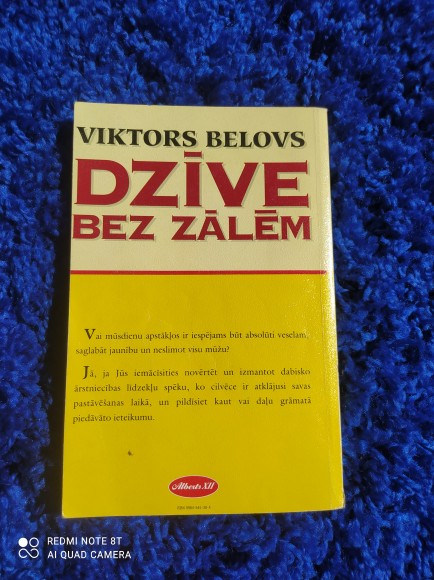 VIKTORS BELOVS
DZĪVE
BEZ ZĀLĒM
Vai mūsdienu apstākļos ir iespējams būt absolūti veselam,
saglabāt jaunību un neslimot visu mūžu?
Jā, ja Jūs iemācīsities novērtēt un izmantot dabisko
ārstniecības līdzekļu spēku, ko cilvēce ir atklājusi savas
pastāvēšanas laikā, un pildīsiet kaut vai daļu grāmatā
piedāvāto ieteikumu.
Alberts XII
REDMI NOTE 8T
AI QUAD CAMERA